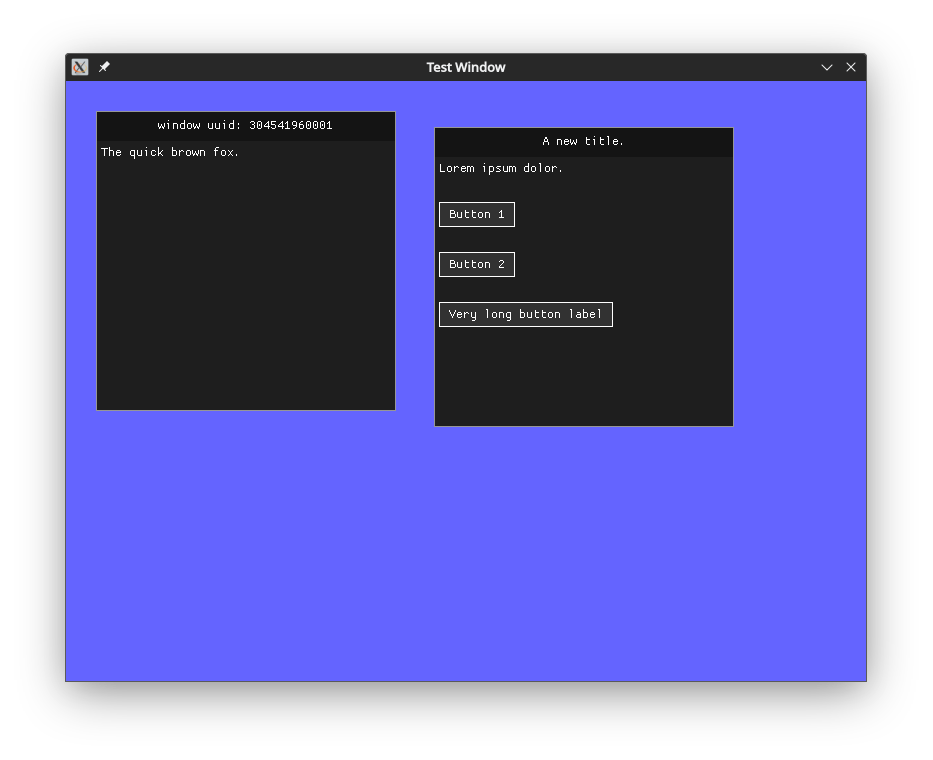 Test Window
window uuid: 304541960001
The quick brown fox.
A new title.
Lorem ipsum dolor.
Button 1
Button 2
Very long button label